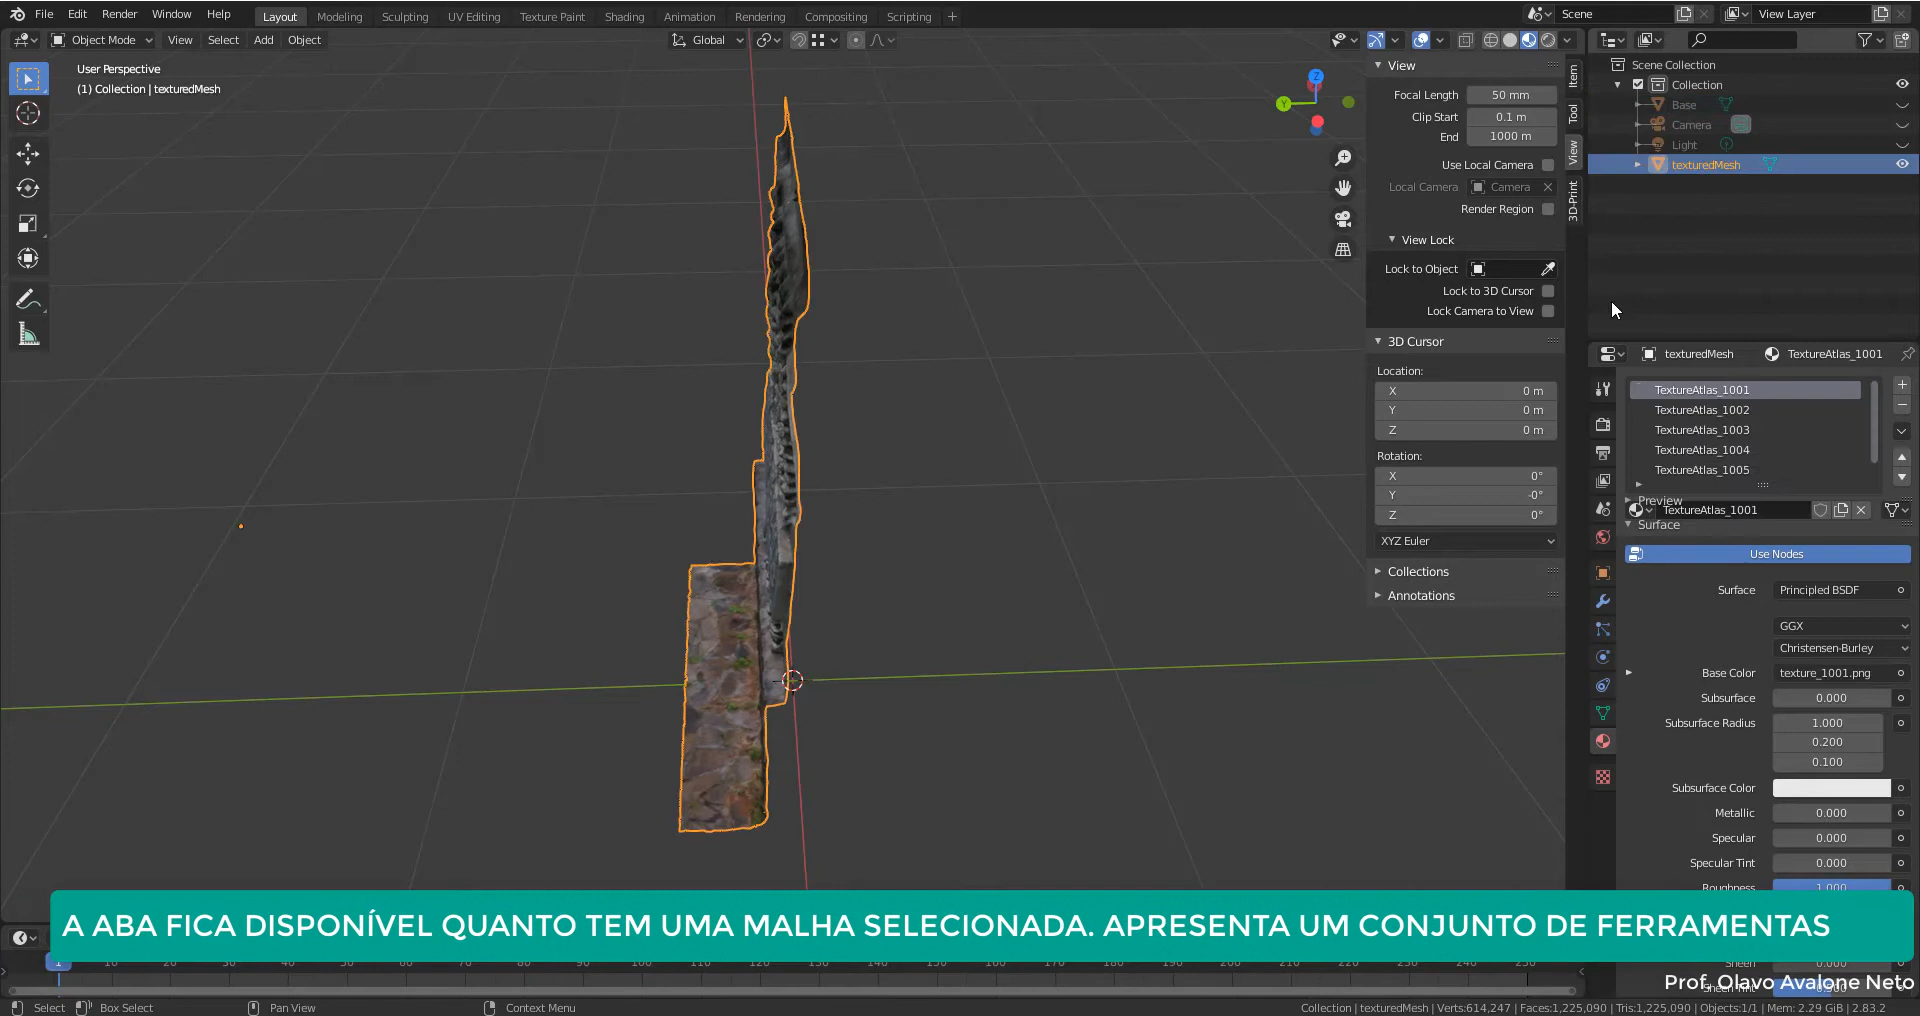 File Edit Render Window Help Layout Modeling Sculpting UV Editing Texture Paint Shading Animation Rendering Compositing Scripting + Scene View Layer
Object Mode View Select Add Object Global
User Perspective
(1) Collection | texturedMesh
View
Focal Length 50 mm
Clip Start 0.1 m
End 1000 m
Use Local Camera
Local Camera Camera
Render Region
View Lock
Lock to Object
Lock to 3D Cursor
Lock Camera to View
3D Cursor
Location:
X 0 m
Y 0 m
Z 0 m
Rotation:
X 0°
Y -0°
Z 0°
XYZ Euler
Collections
Annotations
Item
Tool
View
3D-Print
Z
Y
Scene Collection
Collection
Base
Camera
Light
texturedMesh
texturedMesh TextureAtlas_1001
TextureAtlas_1001
TextureAtlas_1002
TextureAtlas_1003
TextureAtlas_1004
TextureAtlas_1005
Preview
TextureAtlas_1001
Surface
Use Nodes
Surface Principled BSDF
GGX
Christensen-Burley
Base Color texture_1001.png
Subsurface 0.000
Subsurface Radius 1.000
0.200
0.100
Subsurface Color
Metallic 0.000
Specular 0.000
Specular Tint 0.000
Roughness 1.000
A ABA FICA DISPONÍVEL QUANTO TEM UMA MALHA SELECIONADA. APRESENTA UM CONJUNTO DE FERRAMENTAS
Sheen 0.000
Prof. Olavo Avalone Neto
Select Box Select Pan View Context Menu Collection | texturedMesh | Verts:614,247 | Faces:1,225,090 | Tris:1,225,090 | Objects:1/1 | Mem: 2.29 GiB | 2.83.2